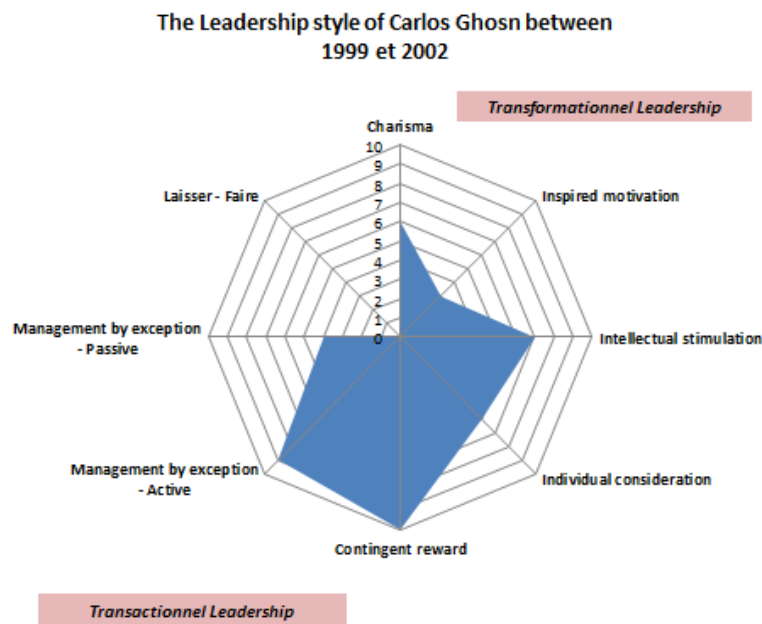 The Leadership style of Carlos Ghosn between
1999 et 2002
Transformationnel Leadership
Charisma
10
9
8
7
6
5
4
3
2
1
0
Laisser - Faire
Inspired motivation
Management by exception
- Passive
Intellectual stimulation
Management by exception
- Active
Individual consideration
Contingent reward
Transactionnel Leadership